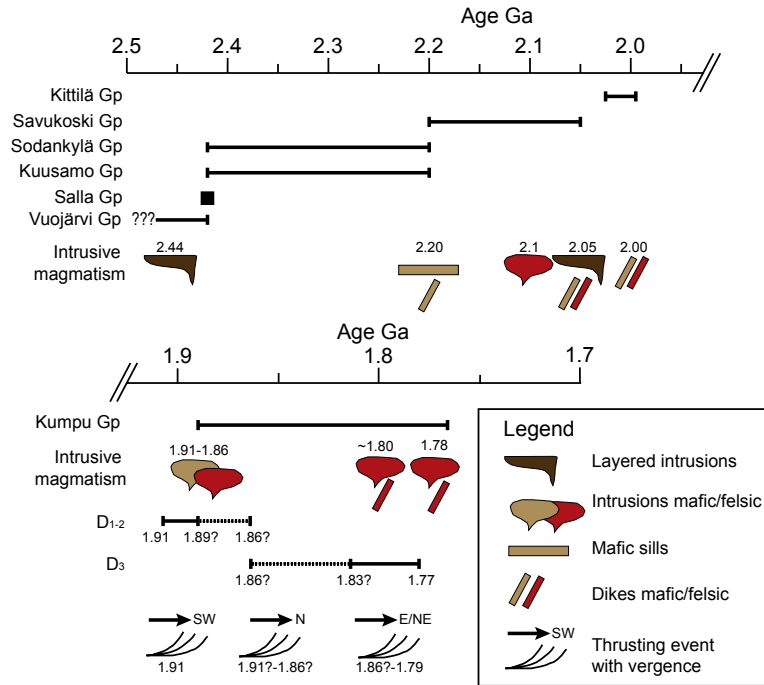 Age Ga
2.5 2.4 2.3 2.2 2.1 2.0
Kittilä Gp
Savukoski Gp
Sodankylä Gp
Kuusamo Gp
Salla Gp
Vuojärvi Gp ???
Intrusive
magmatism
2.44 2.20 2.1 2.05 2.00
Age Ga
1.9 1.8 1.7
Kumpu Gp
Intrusive
magmatism
1.91-1.86 ~1.80 1.78
D1-2
1.91 1.89? 1.86?
D3
1.86? 1.83? 1.77
SW N E/NE
1.91 1.91?-1.86? 1.86?-1.79
Legend
Layered intrusions
Intrusions mafic/felsic
Mafic sills
Dikes mafic/felsic
SW
Thrusting event
with vergence